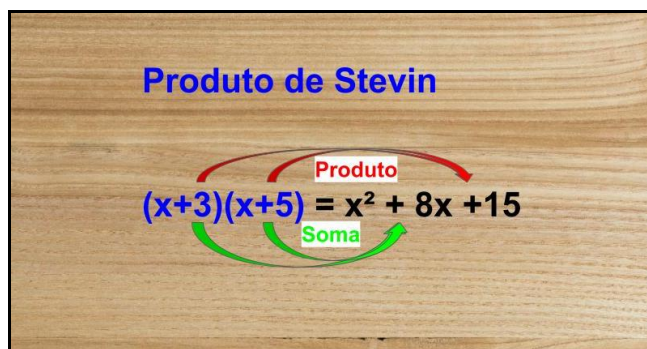 Produto de Stevin
Produto
(x+3)(x+5) = x² + 8x +15
Soma